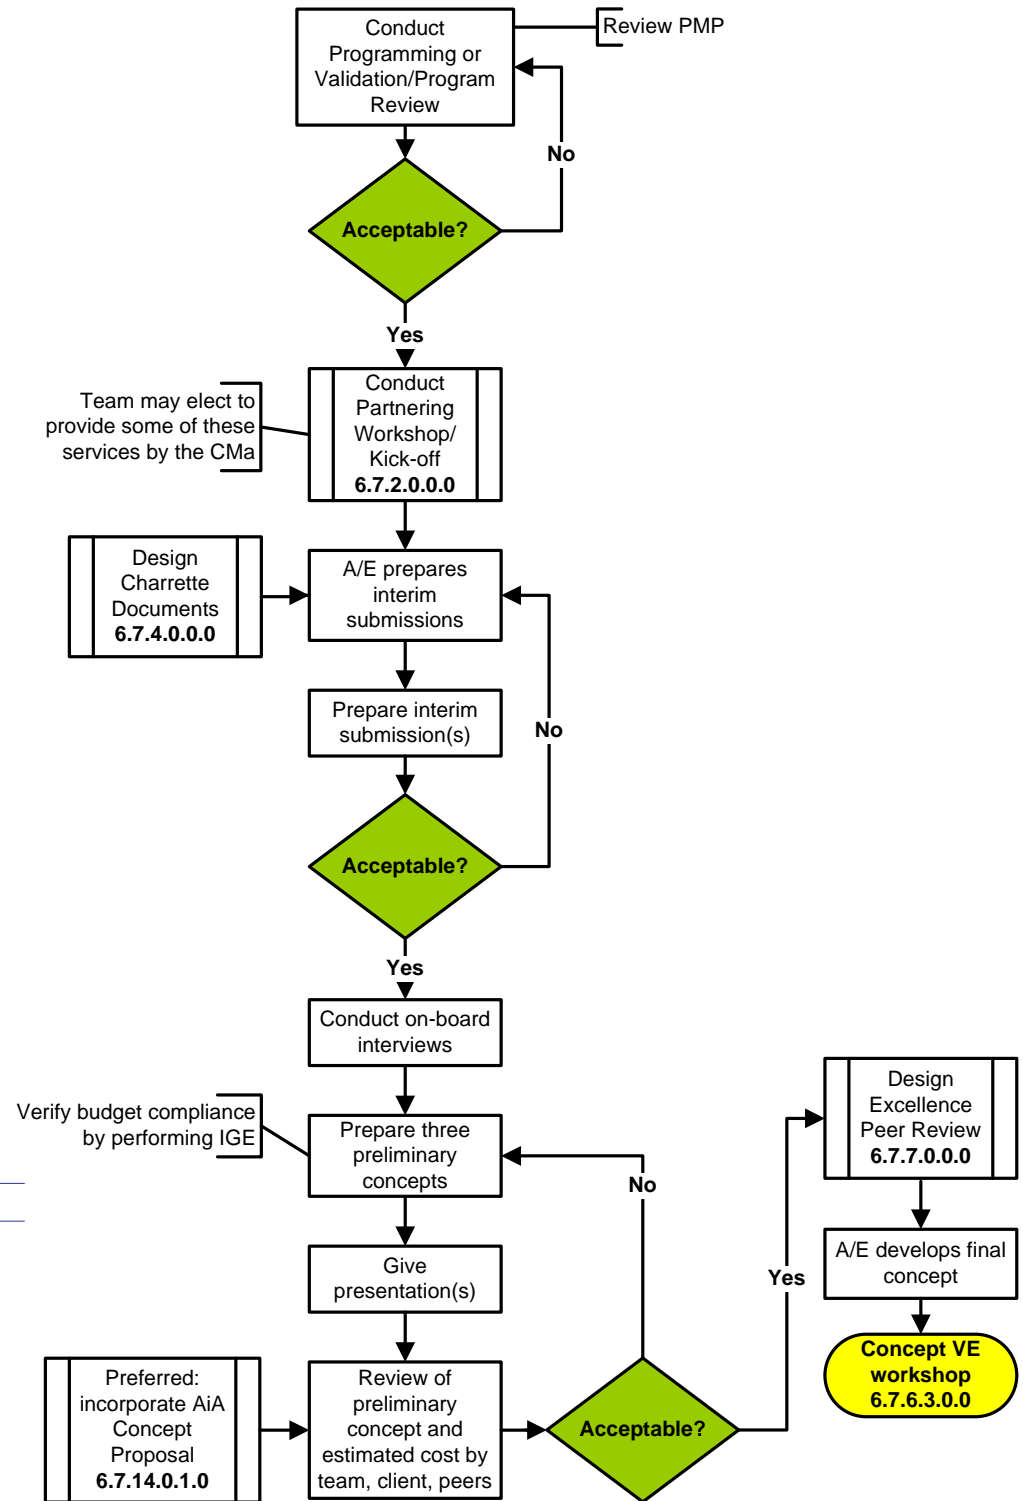 Conduct
Programming or
Validation/Program
Review
Review PMP
No
Acceptable?
Yes
Team may elect to
provide some of these
services by the CMa
Conduct
Partnering
Workshop/
Kick-off
6.7.2.0.0.0
Design
Charrette
Documents
6.7.4.0.0.0
A/E prepares
interim
submissions
Prepare interim
submission(s)
No
Acceptable?
Yes
Conduct on-board
interviews
Verify budget compliance
by performing IGE
Prepare three
preliminary
concepts
No
Give
presentation(s)
Preferred:
incorporate AiA
Concept
Proposal
6.7.14.0.1.0
Review of
preliminary
concept and
estimated cost by
team, client, peers
Acceptable?
Yes
Design
Excellence
Peer Review
6.7.7.0.0.0
A/E develops final
concept
Concept VE
workshop
6.7.6.3.0.0